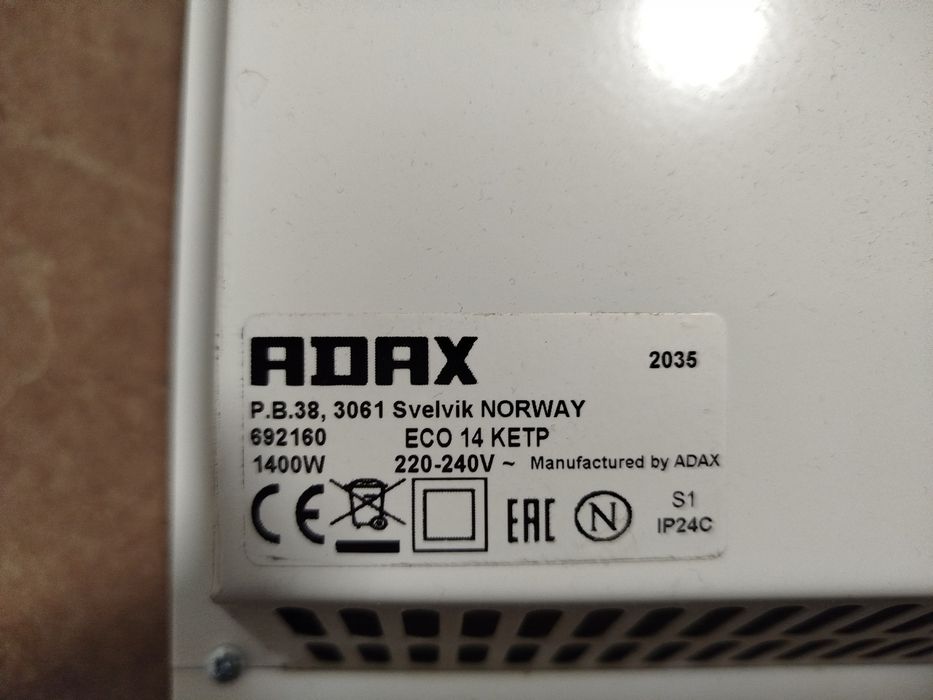 ADAX 2035
P.B.38, 3061 Svelvik NORWAY
692160 ECO 14 KETP
1400W 220-240V ~ Manufactured by ADAX
CE EAC N S1
IP24C